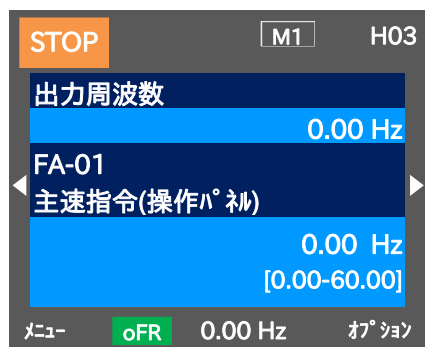 STOP M1 H03
出力周波数
0.00 Hz
FA-01
主速指令(操作ﾊﾟﾈﾙ)
0.00 Hz
[0.00-60.00]
ﾒﾆｭｰ oFR 0.00 Hz ｵﾌﾟｼｮﾝ